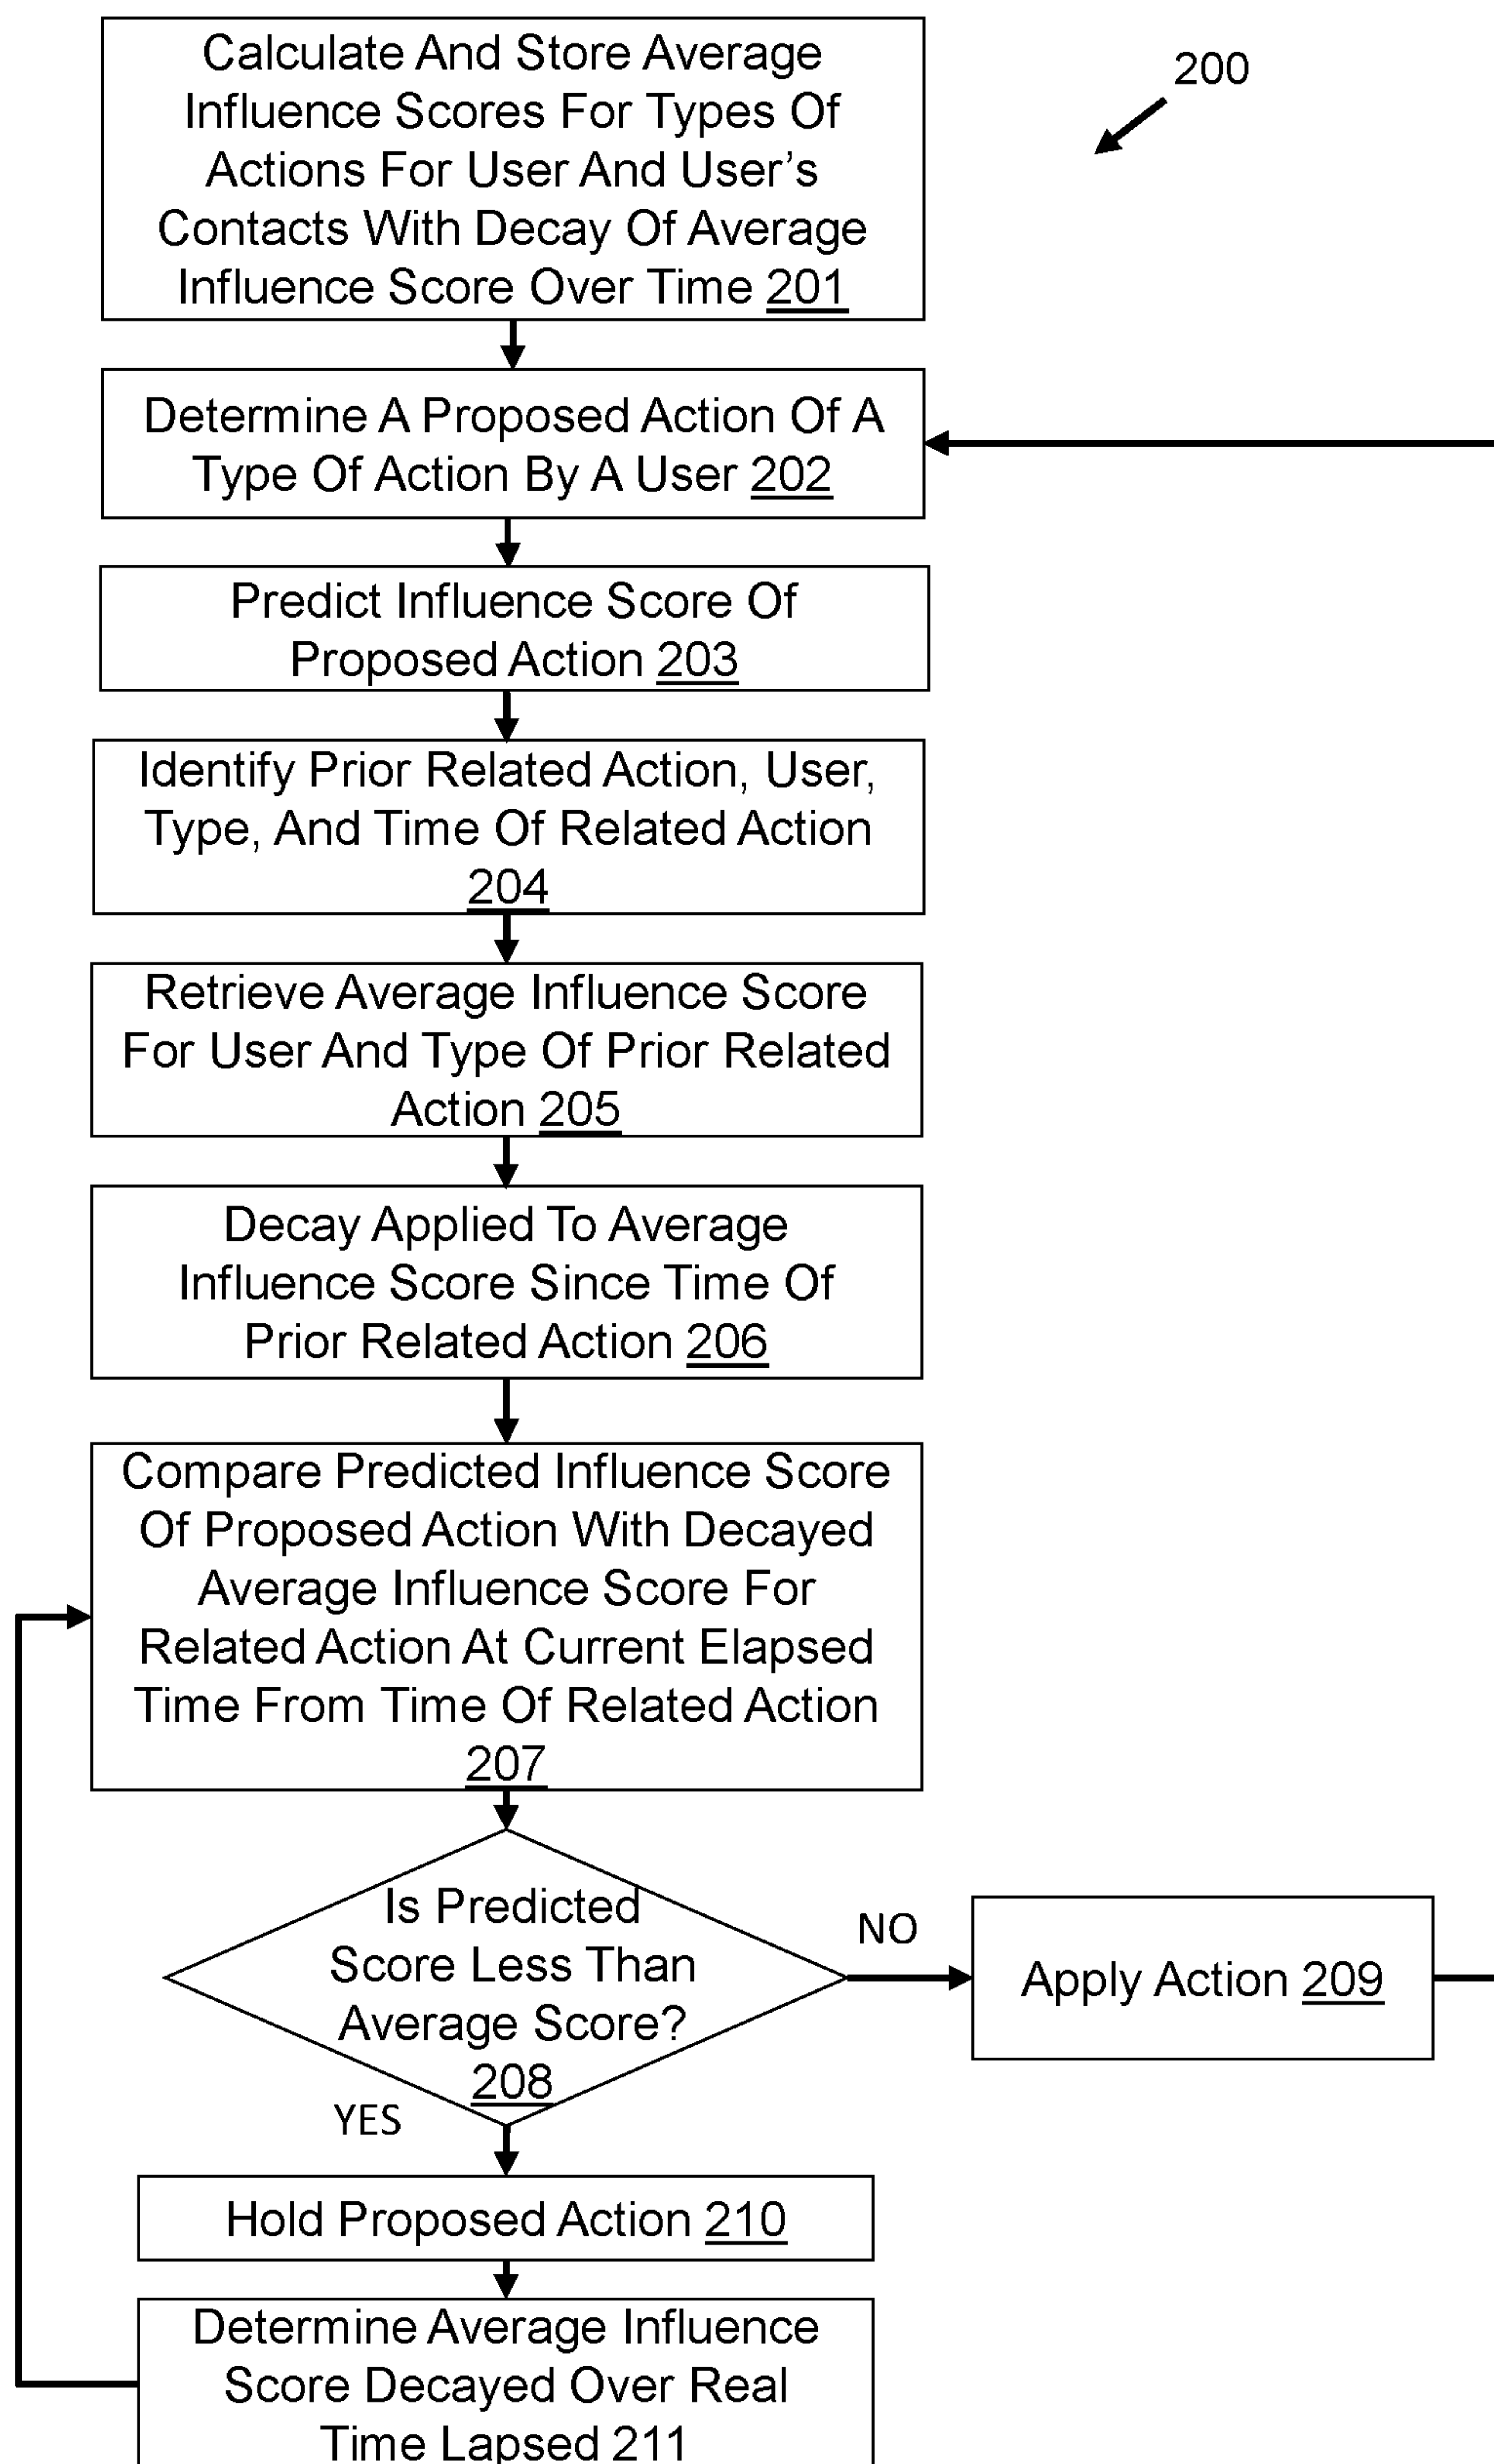 Calculate And Store Average
Influence Scores For Types Of
Actions For User And User's
Contacts With Decay Of Average
Influence Score Over Time 201
200
Determine A Proposed Action Of A
Type Of Action By A User 202
Predict Influence Score Of
Proposed Action 203
Identify Prior Related Action, User,
Type, And Time Of Related Action
204
Retrieve Average Influence Score
For User And Type Of Prior Related
Action 205
Decay Applied To Average
Influence Score Since Time Of
Prior Related Action 206
Compare Predicted Influence Score
Of Proposed Action With Decayed
Average Influence Score For
Related Action At Current Elapsed
Time From Time Of Related Action
207
Is Predicted
Score Less Than
Average Score?
208
NO
Apply Action 209
YES
Hold Proposed Action 210
Determine Average Influence
Score Decayed Over Real
Time Lapsed 211